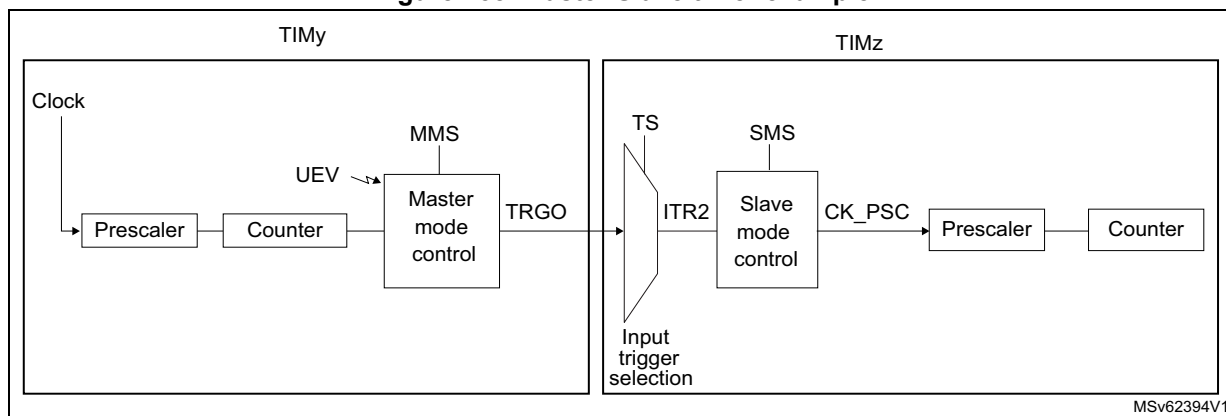 TIMy
TIMz
Clock
MMS
UEV
Master
mode
control
TRGO
Prescaler
Counter
TS
SMS
ITR2
Slave
mode
control
CK_PSC
Prescaler
Counter
Input
trigger
selection
MSv62394V1